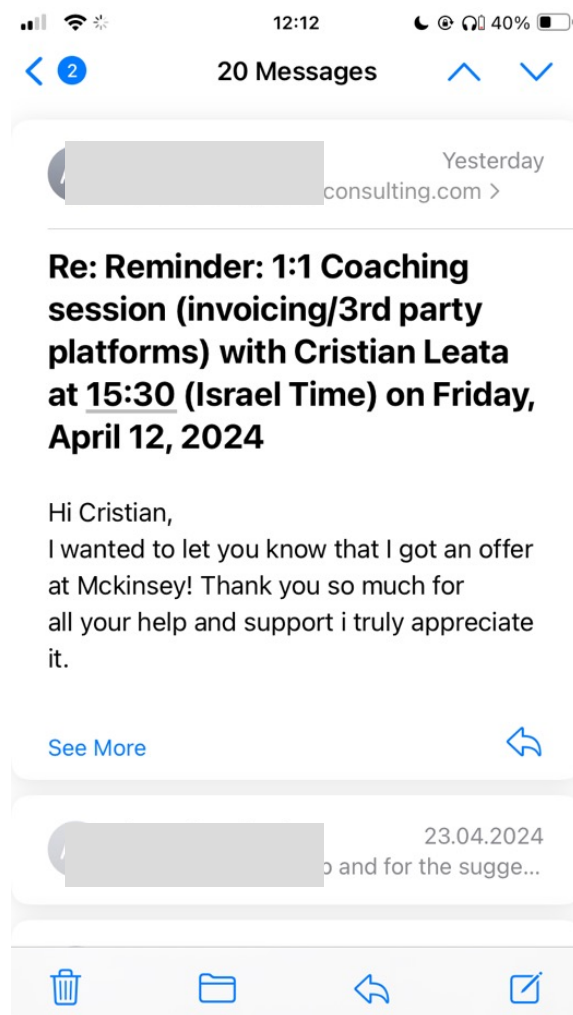 12:12
40%
2
20 Messages
Yesterday
consulting.com >
Re: Reminder: 1:1 Coaching
session (invoicing/3rd party
platforms) with Cristian Leata
at 15:30 (Israel Time) on Friday,
April 12, 2024
Hi Cristian,
I wanted to let you know that I got an offer
at Mckinsey! Thank you so much for
all your help and support i truly appreciate
it.
See More
23.04.2024
and for the sugge...